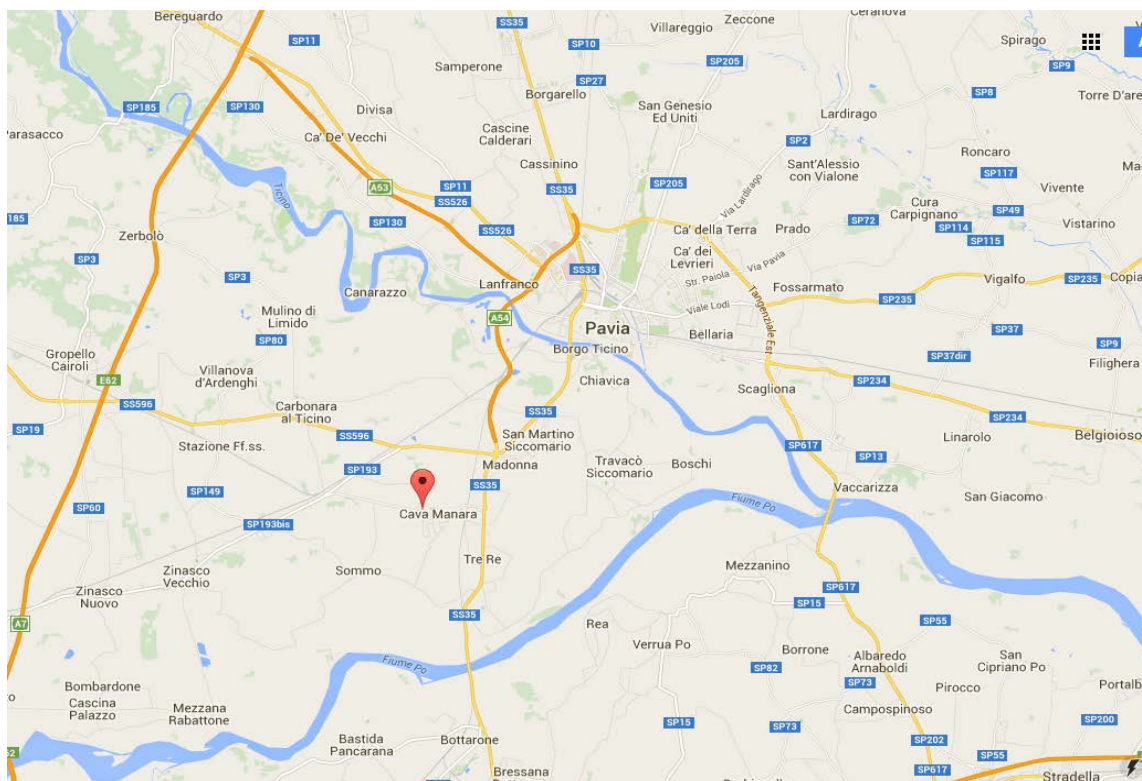 Bereguardo
SS35
Zeccone
Ceranova
Villareggio
SP11
SP10
Spirago
Samperone
SP205
SP9
SP27
SP8
Torre D'are
Borgarello
SP185
SP130
Divisa
San Genesio
Ed Uniti
Lardirago
Parasacco
Ca' De' Vecchi
Cascine
Calderari
SP2
Roncaro
Cassinino
Sant'Alessio
con Vialone
SP117
SP205
A53
SP11
SS35
Via Lardirago
Vivente
Ticino
SS526
Cura
Carpignano
SP49
185
SP130
SP72
Vistarino
Zerbolò
SS526
Ca' della Terra
Prado
SP114
SP115
Ca' dei
Levrieri
SP3
SS35
Via Pavia
SP3
Lanfranco
Str. Paiola
Vigalfo
SP235
Copia
Canarazzo
Fossarmato
SP235
Mulino di
Limido
A54
Viale Lodi
Tangenziale Est
Pavia
Bellaria
SP37
SP80
SP9
Borgo Ticino
Gropello
Cairoli
SP37dir
Filighera
Villanova
d'Ardenghi
Chiavica
E62
Scagliona
SP234
SS596
Carbonara
al Ticino
SS35
SP234
SP19
SS596
San Martino
Siccomario
Belgioioso
Stazione Ff.ss.
SP617
Linarolo
Madonna
Travacò
Siccomario
Boschi
SP13
SP193
SS35
SP149
Vaccarizza
San Giacomo
SP60
Cava Manara
Fiume Po
SP193bis
Tre Re
Zinasco
Vecchio
Sommo
Mezzanino
Zinasco
Nuovo
SP617
SP15
SS35
A7
Rea
SP55
Verrua Po
Borrone
Albaredo
Arnaboldi
San
Cipriano Po
Fiume Po
SP82
SP73
Bombardone
Pirocco
Portalb
Cascina
Palazzo
Mezzana
Rabattone
Campospinoso
SP15
SP73
SP200
Bastida
Pancarana
Bottarone
SP202
SP55
Bressana
SP617
Stradella